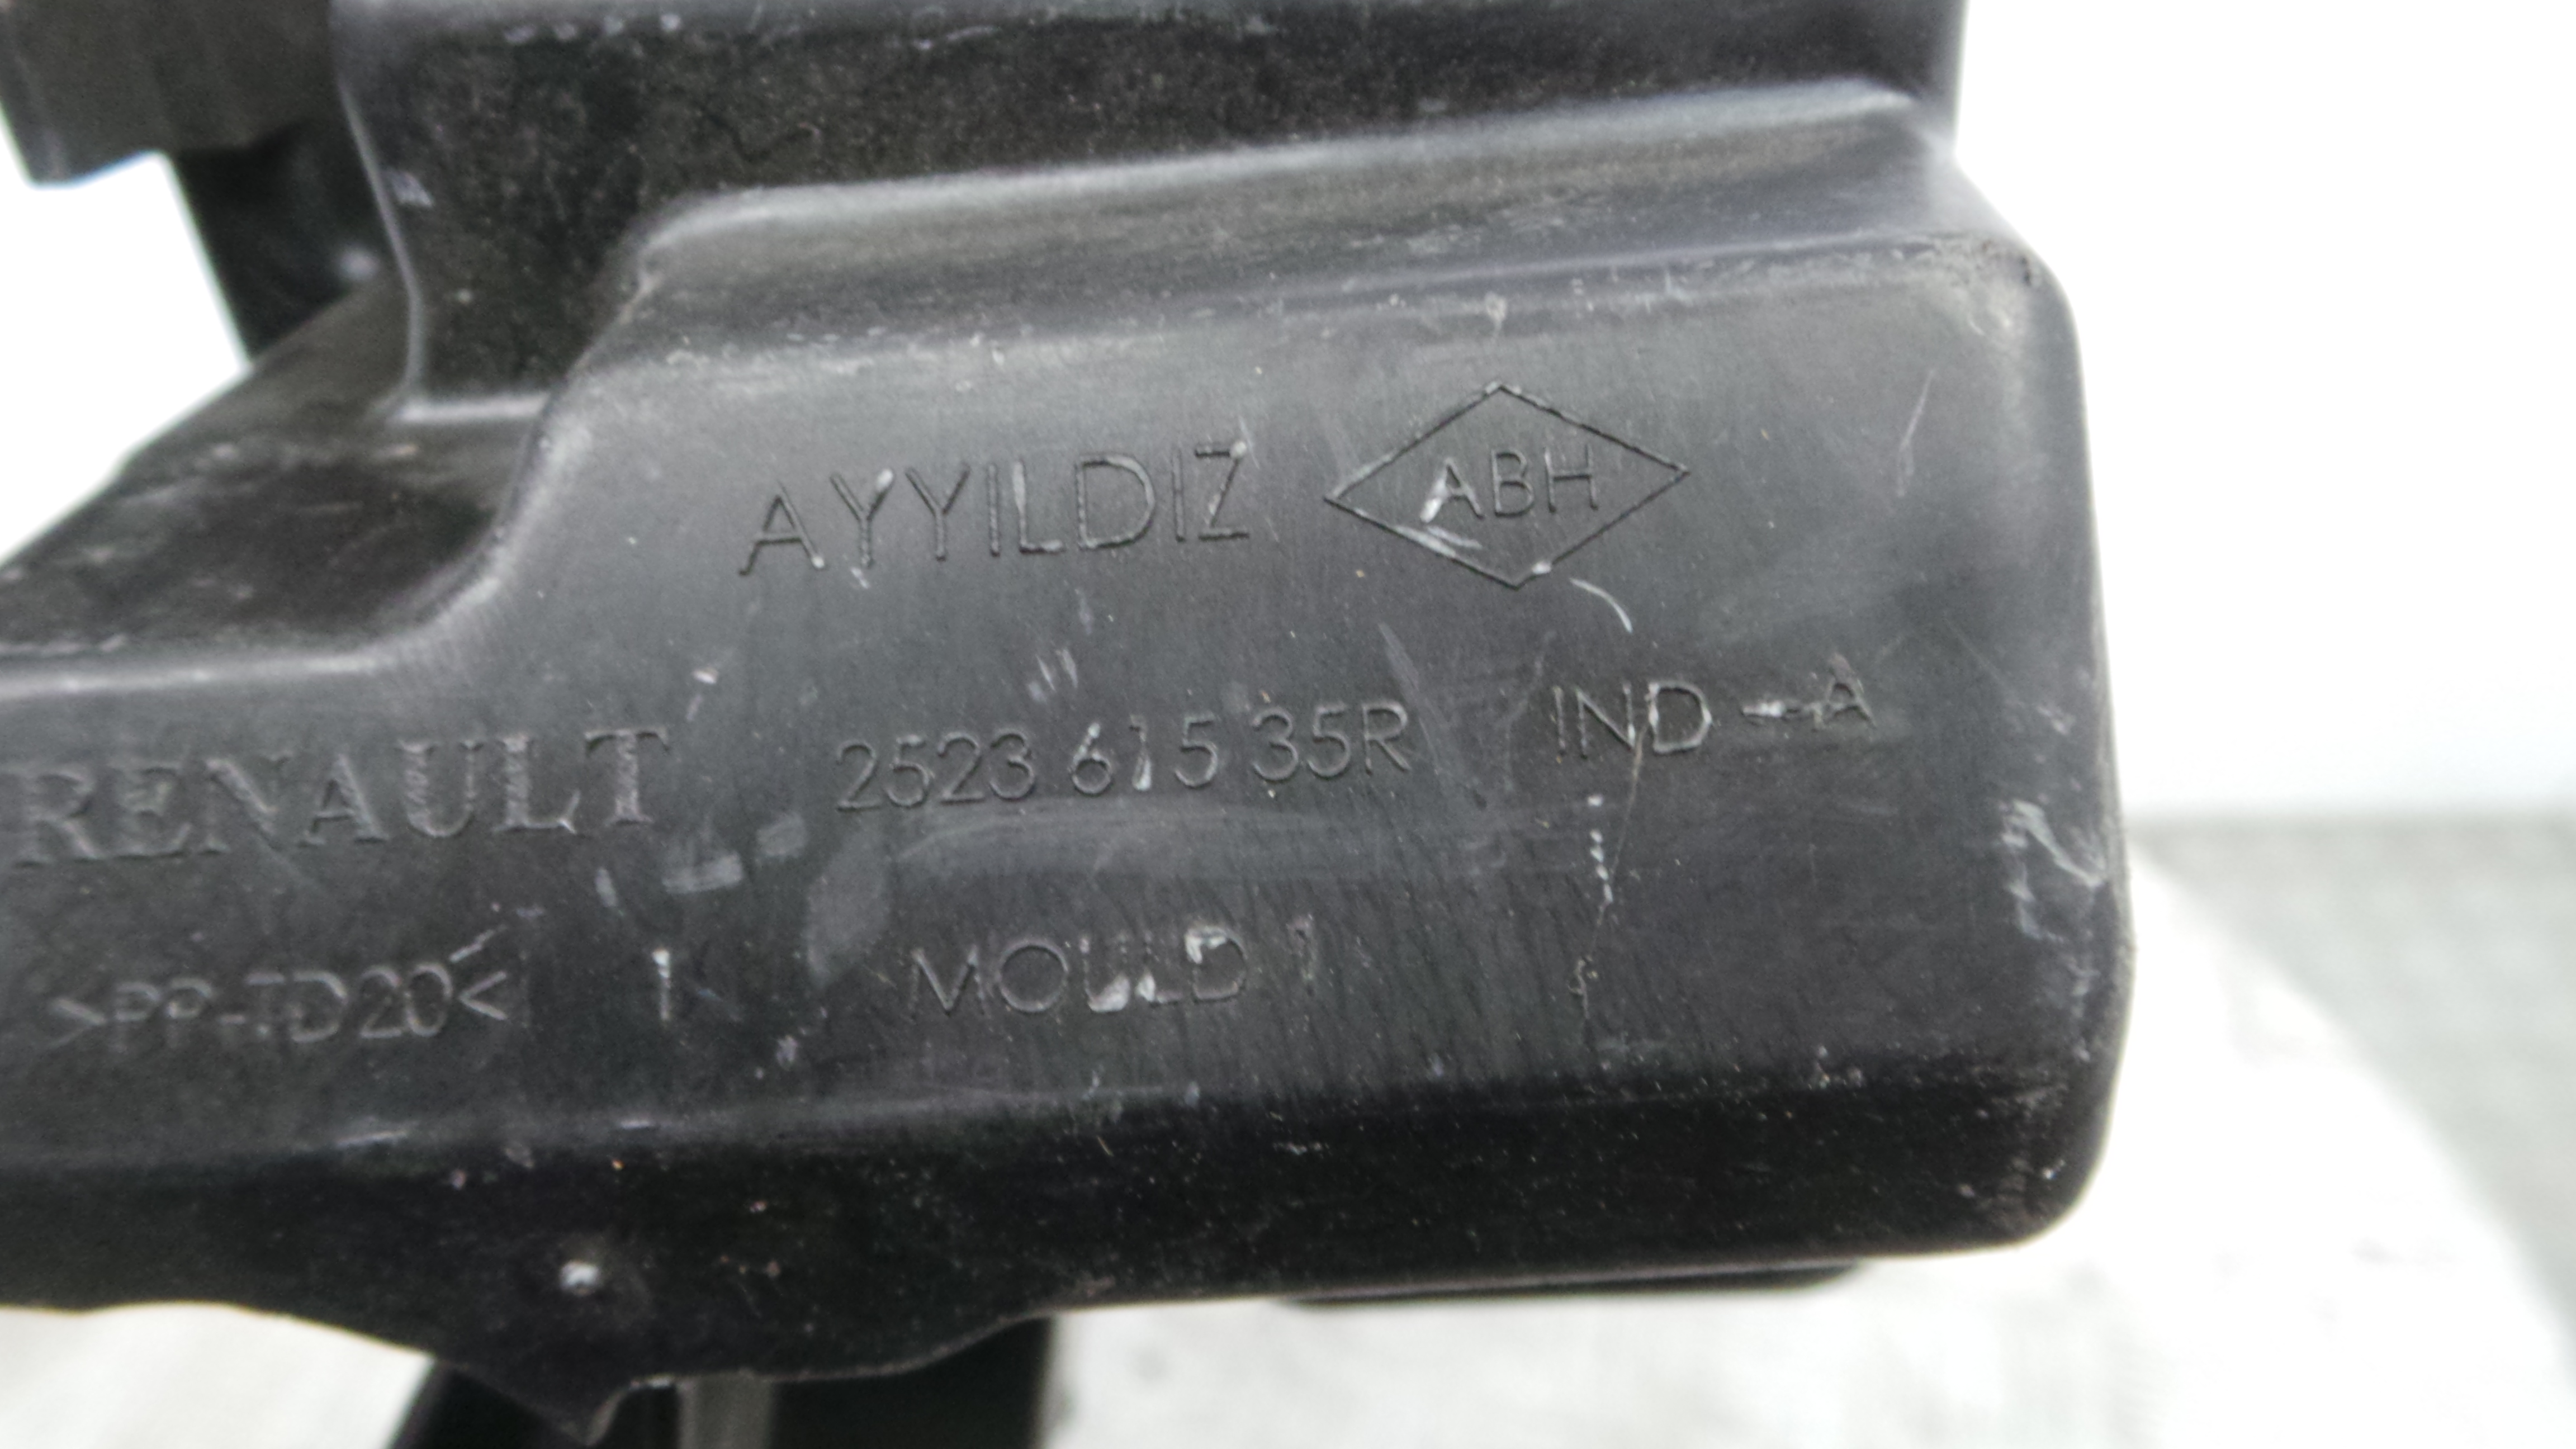 AYYILDIZ ABH
RENAULT 2523 615 35R IND - A
>PP-TD20< MOULD 1